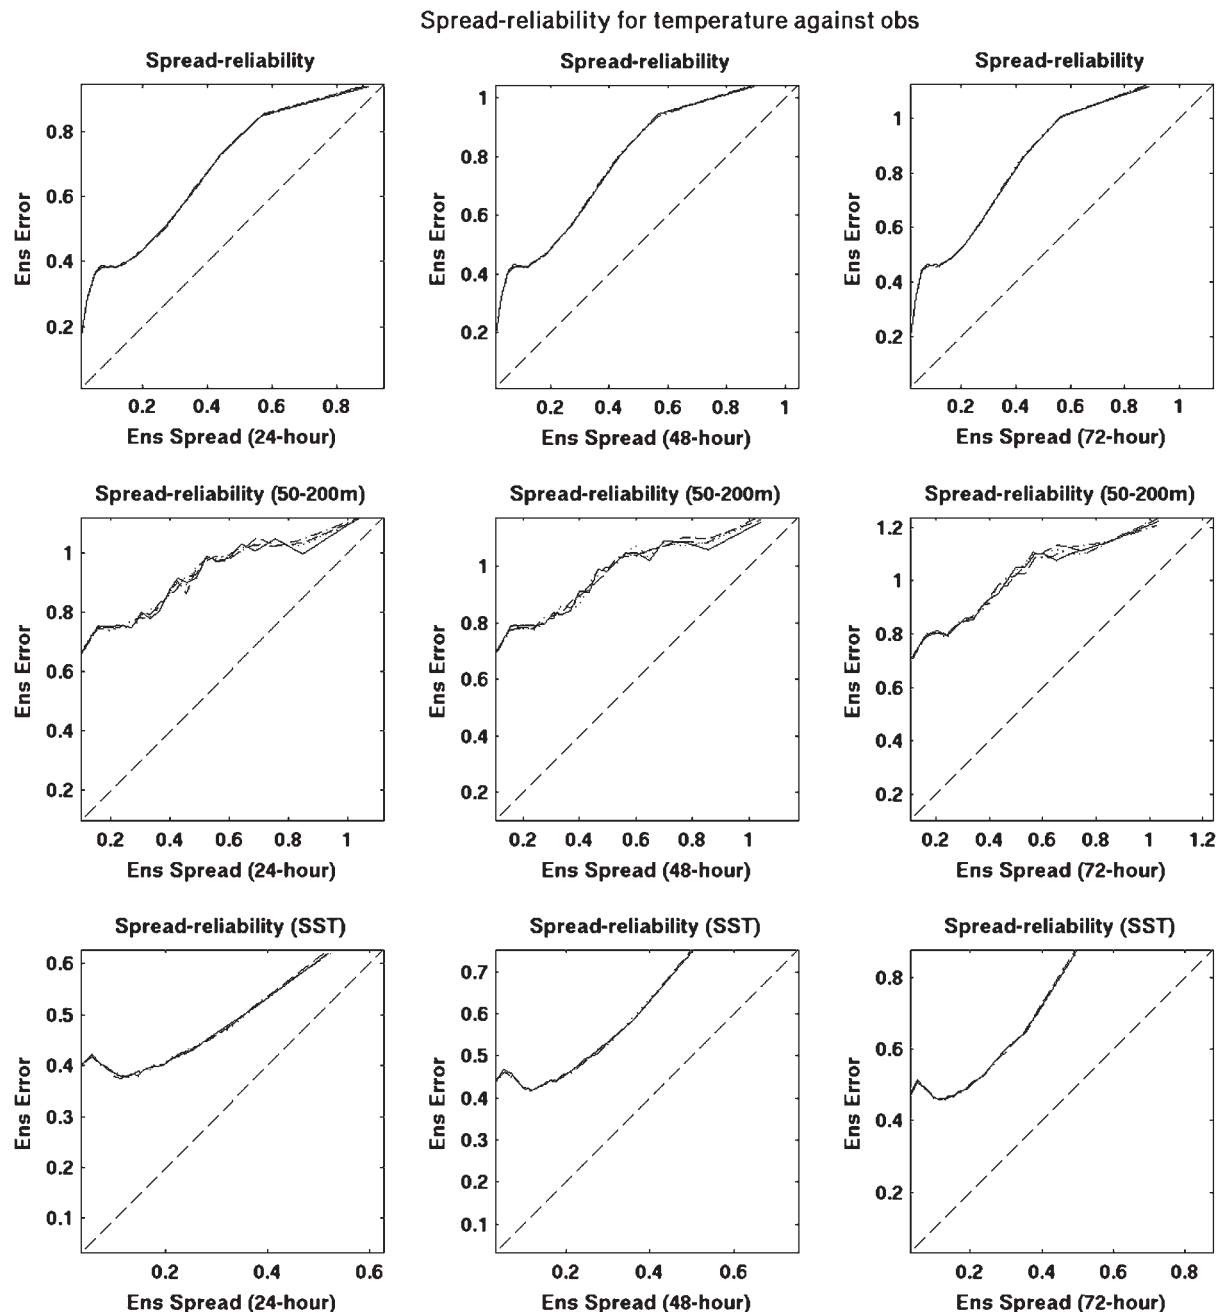 Spread-reliability for temperature against obs
Spread-reliability
Spread-reliability
Spread-reliability
Ens Error
0.8
0.6
0.4
0.2
0.2 0.4 0.6 0.8
Ens Spread (24-hour)
Ens Error
1
0.8
0.6
0.4
0.2
0.2 0.4 0.6 0.8 1
Ens Spread (48-hour)
Ens Error
1
0.8
0.6
0.4
0.2
0.2 0.4 0.6 0.8 1
Ens Spread (72-hour)
Spread-reliability (50-200m)
Spread-reliability (50-200m)
Spread-reliability (50-200m)
Ens Error
1
0.8
0.6
0.4
0.2
0.2 0.4 0.6 0.8 1
Ens Spread (24-hour)
Ens Error
1
0.8
0.6
0.4
0.2
0.2 0.4 0.6 0.8 1
Ens Spread (48-hour)
Ens Error
1.2
1
0.8
0.6
0.4
0.2
0.2 0.4 0.6 0.8 1 1.2
Ens Spread (72-hour)
Spread-reliability (SST)
Spread-reliability (SST)
Spread-reliability (SST)
Ens Error
0.6
0.5
0.4
0.3
0.2
0.1
0.2 0.4 0.6
Ens Spread (24-hour)
Ens Error
0.7
0.6
0.5
0.4
0.3
0.2
0.1
0.2 0.4 0.6
Ens Spread (48-hour)
Ens Error
0.8
0.6
0.4
0.2
0.2 0.4 0.6 0.8
Ens Spread (72-hour)